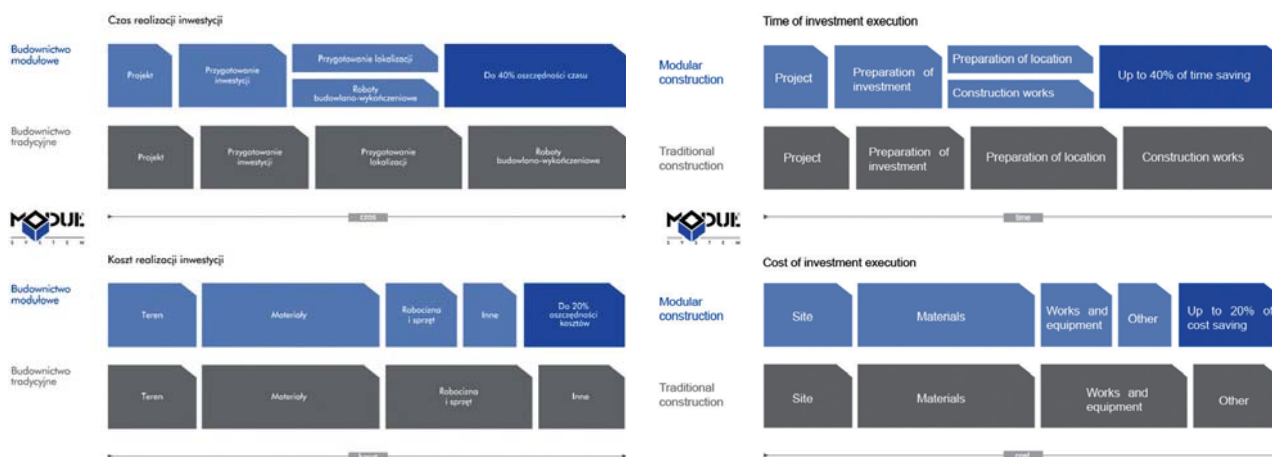 Czas realizacji inwestycji
Budownictwo
modułowe
Projekt
Przygotowanie
inwestycji
Przygotowanie lokalizacji
Roboty
budowlano-wykończeniowe
Do 40% oszczędności czasu
Budownictwo
tradycyjne
Projekt
Przygotowanie
inwestycji
Przygotowanie
lokalizacji
Roboty
budowlano-wykończeniowe
czas
MODUŁ
SYSTEM
Koszt realizacji inwestycji
Budownictwo
modułowe
Teren
Materiały
Robocizna
i sprzęt
Inne
Do 20%
oszczędności
kosztów
Budownictwo
tradycyjne
Teren
Materiały
Robocizna
i sprzęt
Inne
Time of investment execution
Modular
construction
Project
Preparation of
investment
Preparation of location
Construction works
Up to 40% of time saving
Traditional
construction
Project
Preparation of
investment
Preparation of location
Construction works
time
MODUŁ
SYSTEM
Cost of investment execution
Modular
construction
Site
Materials
Works and
equipment
Other
Up to 20% of
cost saving
Traditional
construction
Site
Materials
Works and
equipment
Other